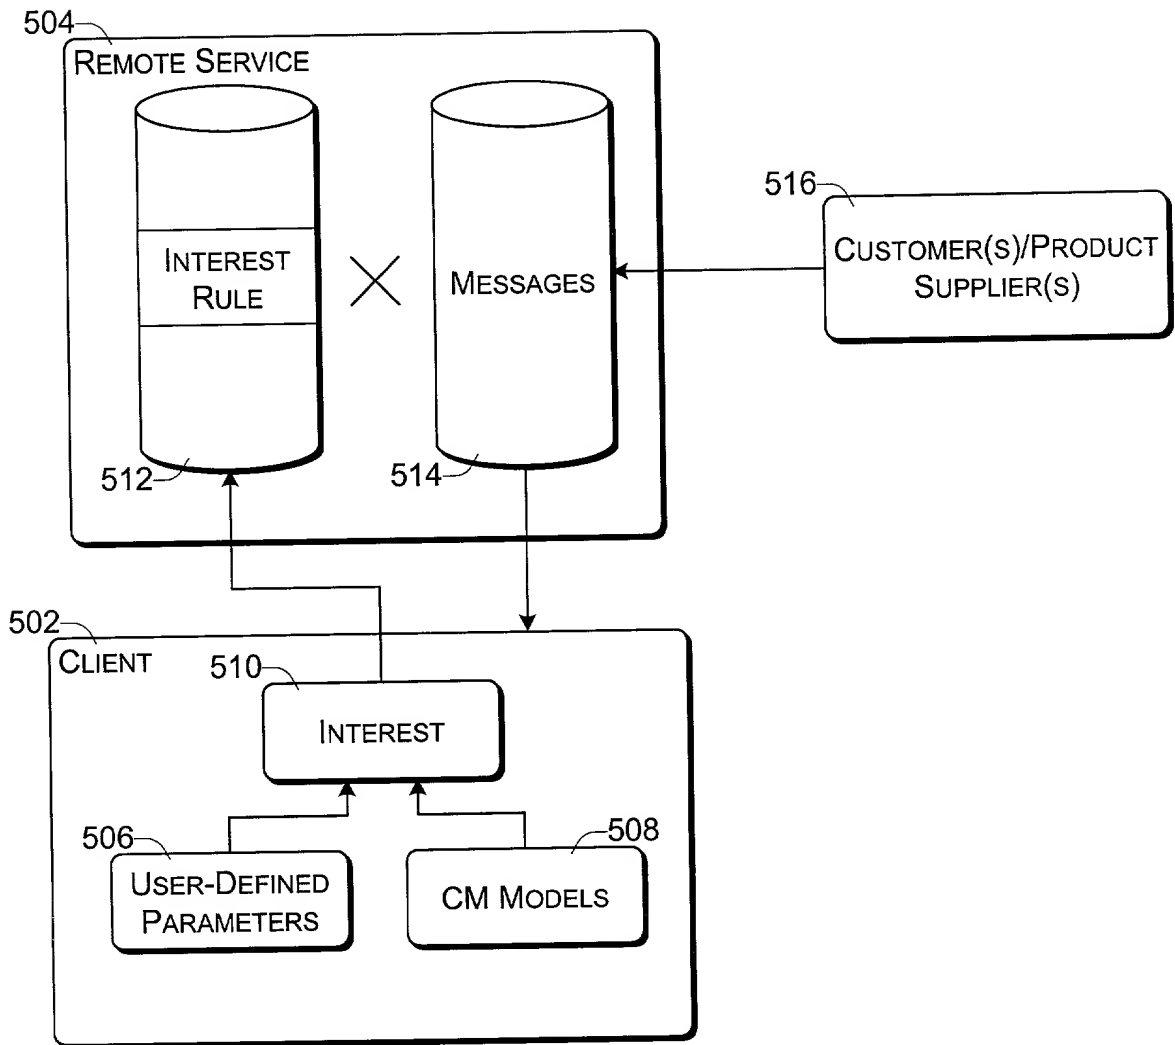 504
REMOTE SERVICE
INTEREST
RULE
MESSAGES
512
514
516
CUSTOMER(S)/PRODUCT
SUPPLIER(S)
502
CLIENT
510
INTEREST
506
USER-DEFINED
PARAMETERS
508
CM MODELS